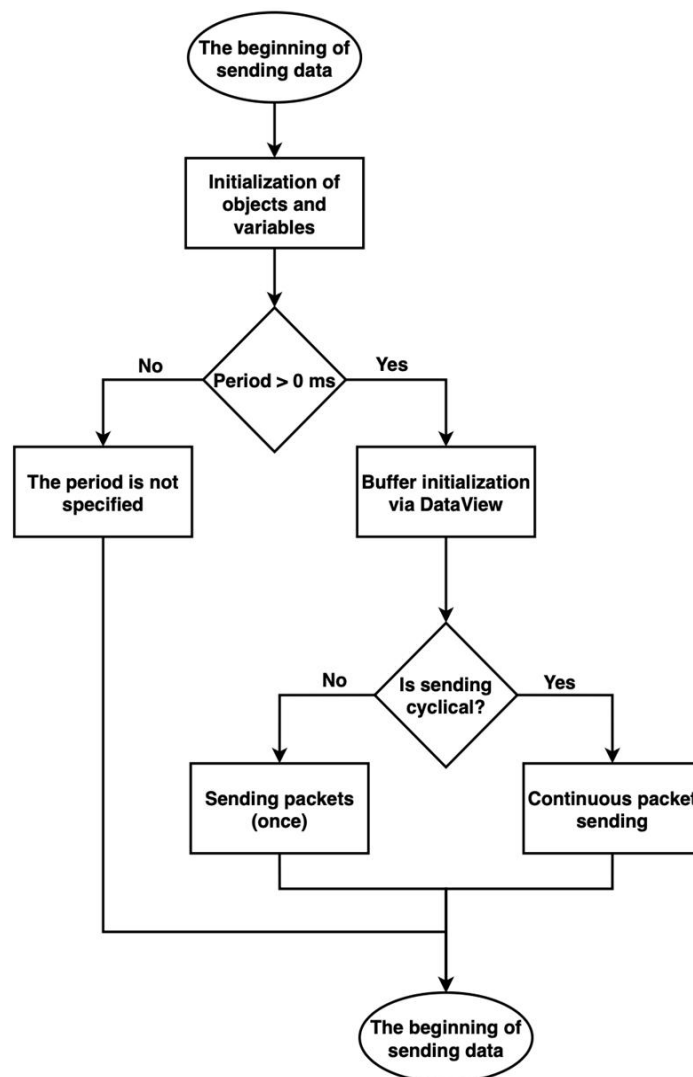 The beginning of
sending data
Initialization of
objects and
variables
No
Yes
Period > 0 ms
The period is not
specified
Buffer initialization
via DataView
No
Yes
Is sending
cyclical?
Sending packets
(once)
Continuous packet
sending
The beginning of
sending data